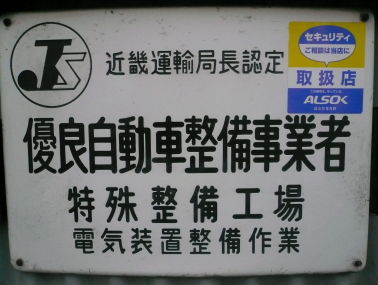 JS
近畿運輸局長認定
セキュリティ
ご相談は当店に
取扱店
ALSOK
優良自動車整備事業者
特殊整備工場
電気装置整備作業